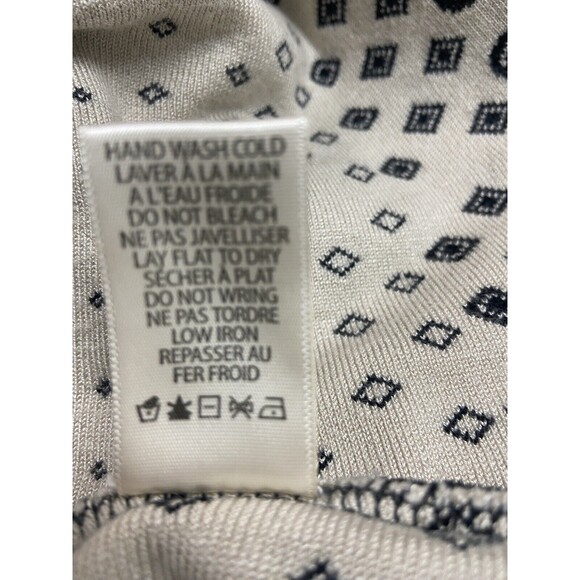 HAND WASH COLD
LAVER À LA MAIN
A L'EAU FROIDE
DO NOT BLEACH
NE PAS JAVELLISER
LAY FLAT TO DRY
SÉCHER À PLAT
DO NOT WRING
NE PAS TORDRE
LOW IRON
REPASSER AU
FER FROID